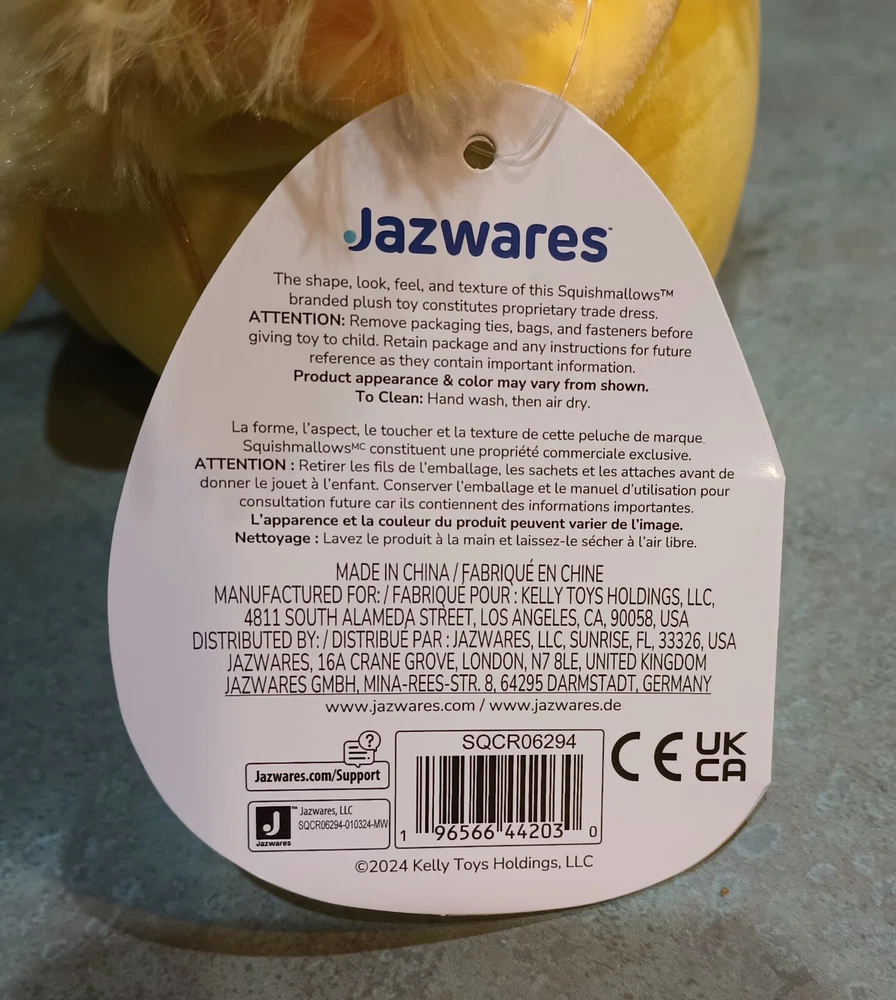 Jazwares™
The shape, look, feel, and texture of this Squishmallows™
branded plush toy constitutes proprietary trade dress.
ATTENTION: Remove packaging ties, bags, and fasteners before
giving toy to child. Retain package and any instructions for future
reference as they contain important information.
Product appearance & color may vary from shown.
To Clean: Hand wash, then air dry.
La forme, l'aspect, le toucher et la texture de cette peluche de marque
Squishmallows MC constituent une propriété commerciale exclusive.
ATTENTION : Retirer les fils de l'emballage, les sachets et les attaches avant de
donner le jouet à l'enfant. Conserver l'emballage et le manuel d'utilisation pour
consultation future car ils contiennent des informations importantes.
L'apparence et la couleur du produit peuvent varier de l'image.
Nettoyage : Lavez le produit à la main et laissez-le sécher à l'air libre.
MADE IN CHINA / FABRIQUÉ EN CHINE
MANUFACTURED FOR: / FABRIQUÉ POUR : KELLY TOYS HOLDINGS, LLC,
4811 SOUTH ALAMEDA STREET, LOS ANGELES, CA, 90058, USA
DISTRIBUTED BY: / DISTRIBUÉ PAR : JAZWARES, LLC, SUNRISE, FL, 33326, USA
JAZWARES, 16A CRANE GROVE, LONDON, N7 8LE, UNITED KINGDOM
JAZWARES GMBH, MINA-REES-STR. 8, 64295 DARMSTADT, GERMANY
www.jazwares.com / www.jazwares.de
?
Jazwares.com/Support
SQCR06294
1 96566 44203 0
CE
UK
CA
J™
Jazwares
Jazwares, LLC
SQCR06294-010324-MW
©2024 Kelly Toys Holdings, LLC